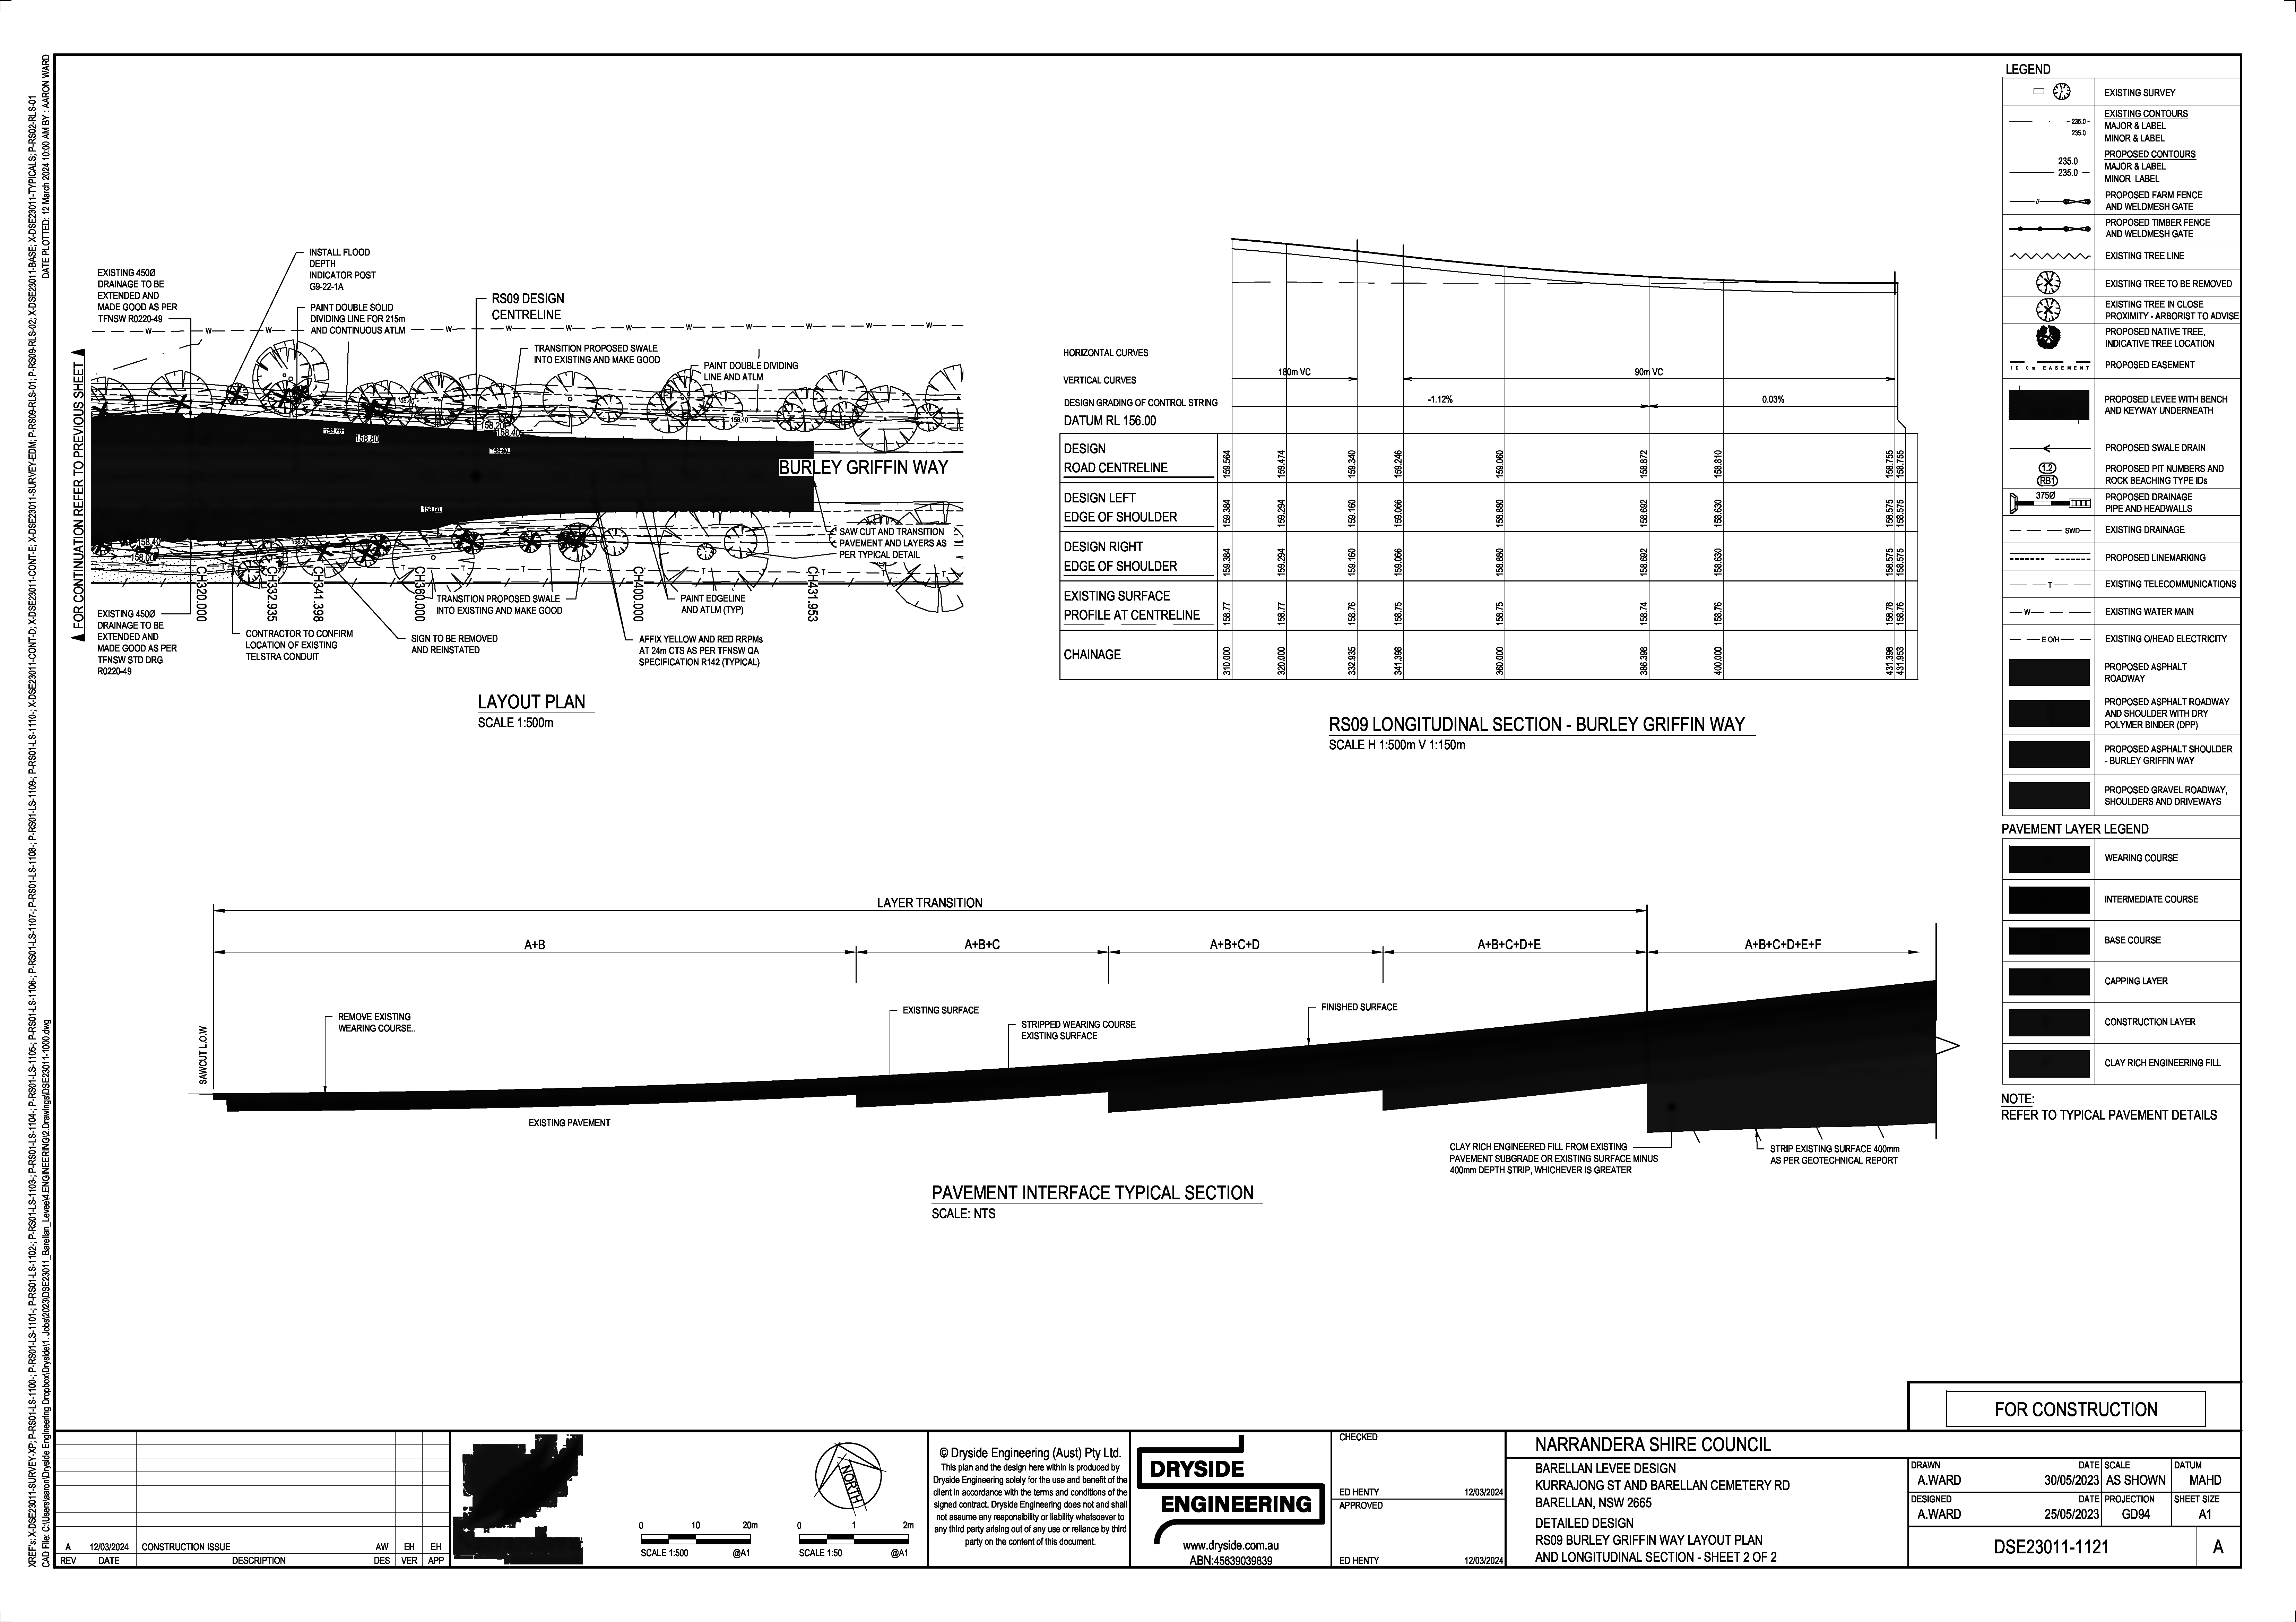 XREF's: X-DSE23011-SURVEY-XP; P-RS01-LS-1100-; P-RS01-LS-1101-; P-RS01-LS-1102-; P-RS01-LS-1103-; P-RS01-LS-1104-; P-RS01-LS-1105-; P-RS01-LS-1106-; P-RS01-LS-1107-; P-RS01-LS-1108-; P-RS01-LS-1109-; P-RS01-LS-1110-; X-DSE23011-CONT-D; X-DSE23011-CONT-E; X-DSE23011-SURVEY-EDM; P-RS09-RLS-01; P-RS09-RLS-02; X-DSE23011-BASE; X-DSE23011-TYPICALS; P-RS02-RLS-01
CAD File: C:\Users\aaron\Dryside Engineering Dropbox\Dryside\1. Jobs\2023\DSE23011_Barellan_Levee\4.ENGINEERING\2.Drawings\DSE23011-1000.dwg
DATE PLOTTED: 12 March 2024 10:00 AM BY : AARON WARD
EXISTING 450Ø
DRAINAGE TO BE
EXTENDED AND
MADE GOOD AS PER
TFNSW R0220-49
INSTALL FLOOD
DEPTH
INDICATOR POST
G9-22-1A
PAINT DOUBLE SOLID
DIVIDING LINE FOR 215m
AND CONTINUOUS ATLM
RS09 DESIGN
CENTRELINE
TRANSITION PROPOSED SWALE
INTO EXISTING AND MAKE GOOD
PAINT DOUBLE DIVIDING
LINE AND ATLM
W W W W W W W W W W W W W W
FOR CONTINUATION REFER TO PREVIOUS SHEET
158.40
158.80
158.20
158.40
158.60
158.40
BURLEY GRIFFIN WAY
158.60
158.40
158.00
SAW CUT AND TRANSITION
PAVEMENT AND LAYERS AS
PER TYPICAL DETAIL
CH320.000
CH332.935
CH341.398
CH360.000
CH400.000
CH431.953
EXISTING 450Ø
DRAINAGE TO BE
EXTENDED AND
MADE GOOD AS PER
TFNSW STD DRG
R0220-49
CONTRACTOR TO CONFIRM
LOCATION OF EXISTING
TELSTRA CONDUIT
SIGN TO BE REMOVED
AND REINSTATED
TRANSITION PROPOSED SWALE
INTO EXISTING AND MAKE GOOD
PAINT EDGELINE
AND ATLM (TYP)
AFFIX YELLOW AND RED RRPMs
AT 24m CTS AS PER TFNSW QA
SPECIFICATION R142 (TYPICAL)
LAYOUT PLAN
SCALE 1:500m
HORIZONTAL CURVES
VERTICAL CURVES 180m VC 90m VC
DESIGN GRADING OF CONTROL STRING -1.12% 0.03%
DATUM RL 156.00
DESIGN
ROAD CENTRELINE 159.564 159.474 159.340 159.246 159.060 158.872 158.810 158.755 158.755
DESIGN LEFT
EDGE OF SHOULDER 159.384 159.294 159.160 159.066 158.880 158.692 158.630 158.575 158.575
DESIGN RIGHT
EDGE OF SHOULDER 159.384 159.294 159.160 159.066 158.880 158.692 158.630 158.575 158.575
EXISTING SURFACE
PROFILE AT CENTRELINE 158.77 158.77 158.76 158.75 158.75 158.74 158.76 158.76 158.76
CHAINAGE 310.000 320.000 332.935 341.398 360.000 386.398 400.000 431.398 431.953
RS09 LONGITUDINAL SECTION - BURLEY GRIFFIN WAY
SCALE H 1:500m V 1:150m
LAYER TRANSITION
A+B A+B+C A+B+C+D A+B+C+D+E A+B+C+D+E+F
SAWCUT L.O.W
REMOVE EXISTING
WEARING COURSE..
EXISTING SURFACE
STRIPPED WEARING COURSE
EXISTING SURFACE
FINISHED SURFACE
EXISTING PAVEMENT
CLAY RICH ENGINEERED FILL FROM EXISTING
PAVEMENT SUBGRADE OR EXISTING SURFACE MINUS
400mm DEPTH STRIP, WHICHEVER IS GREATER
STRIP EXISTING SURFACE 400mm
AS PER GEOTECHNICAL REPORT
PAVEMENT INTERFACE TYPICAL SECTION
SCALE: NTS
LEGEND
EXISTING SURVEY
235.0
235.0
EXISTING CONTOURS
MAJOR & LABEL
MINOR & LABEL
235.0
235.0
PROPOSED CONTOURS
MAJOR & LABEL
MINOR LABEL
PROPOSED FARM FENCE
AND WELDMESH GATE
PROPOSED TIMBER FENCE
AND WELDMESH GATE
EXISTING TREE LINE
EXISTING TREE TO BE REMOVED
EXISTING TREE IN CLOSE
PROXIMITY - ARBORIST TO ADVISE
PROPOSED NATIVE TREE,
INDICATIVE TREE LOCATION
10.0m EASEMENT PROPOSED EASEMENT
PROPOSED LEVEE WITH BENCH
AND KEYWAY UNDERNEATH
PROPOSED SWALE DRAIN
1.2
RB1
PROPOSED PIT NUMBERS AND
ROCK BEACHING TYPE IDs
375Ø
PROPOSED DRAINAGE
PIPE AND HEADWALLS
SWD EXISTING DRAINAGE
PROPOSED LINEMARKING
T EXISTING TELECOMMUNICATIONS
W EXISTING WATER MAIN
E O/H EXISTING O/HEAD ELECTRICITY
PROPOSED ASPHALT
ROADWAY
PROPOSED ASPHALT ROADWAY
AND SHOULDER WITH DRY
POLYMER BINDER (DPP)
PROPOSED ASPHALT SHOULDER
- BURLEY GRIFFIN WAY
PROPOSED GRAVEL ROADWAY,
SHOULDERS AND DRIVEWAYS
PAVEMENT LAYER LEGEND
WEARING COURSE
INTERMEDIATE COURSE
BASE COURSE
CAPPING LAYER
CONSTRUCTION LAYER
CLAY RICH ENGINEERING FILL
NOTE:
REFER TO TYPICAL PAVEMENT DETAILS
FOR CONSTRUCTION
A 12/03/2024 CONSTRUCTION ISSUE AW EH EH
REV DATE DESCRIPTION DES VER APP
NORTH
0 10 20m
SCALE 1:500 @A1
0 1 2m
SCALE 1:50 @A1
© Dryside Engineering (Aust) Pty Ltd.
This plan and the design here within is produced by
Dryside Engineering solely for the use and benefit of the
client in accordance with the terms and conditions of the
signed contract. Dryside Engineering does not and shall
not assume any responsibility or liability whatsoever to
any third party arising out of any use or reliance by third
party on the content of this document.
DRYSIDE
ENGINEERING
www.dryside.com.au
ABN:45639039839
CHECKED
ED HENTY 12/03/2024
APPROVED
ED HENTY 12/03/2024
NARRANDERA SHIRE COUNCIL
BARELLAN LEVEE DESIGN
KURRAJONG ST AND BARELLAN CEMETERY RD
BARELLAN, NSW 2665
DETAILED DESIGN
RS09 BURLEY GRIFFIN WAY LAYOUT PLAN
AND LONGITUDINAL SECTION - SHEET 2 OF 2
DRAWN DATE SCALE DATUM
A.WARD 30/05/2023 AS SHOWN MAHD
DESIGNED DATE PROJECTION SHEET SIZE
A.WARD 25/05/2023 GD94 A1
DSE23011-1121 A